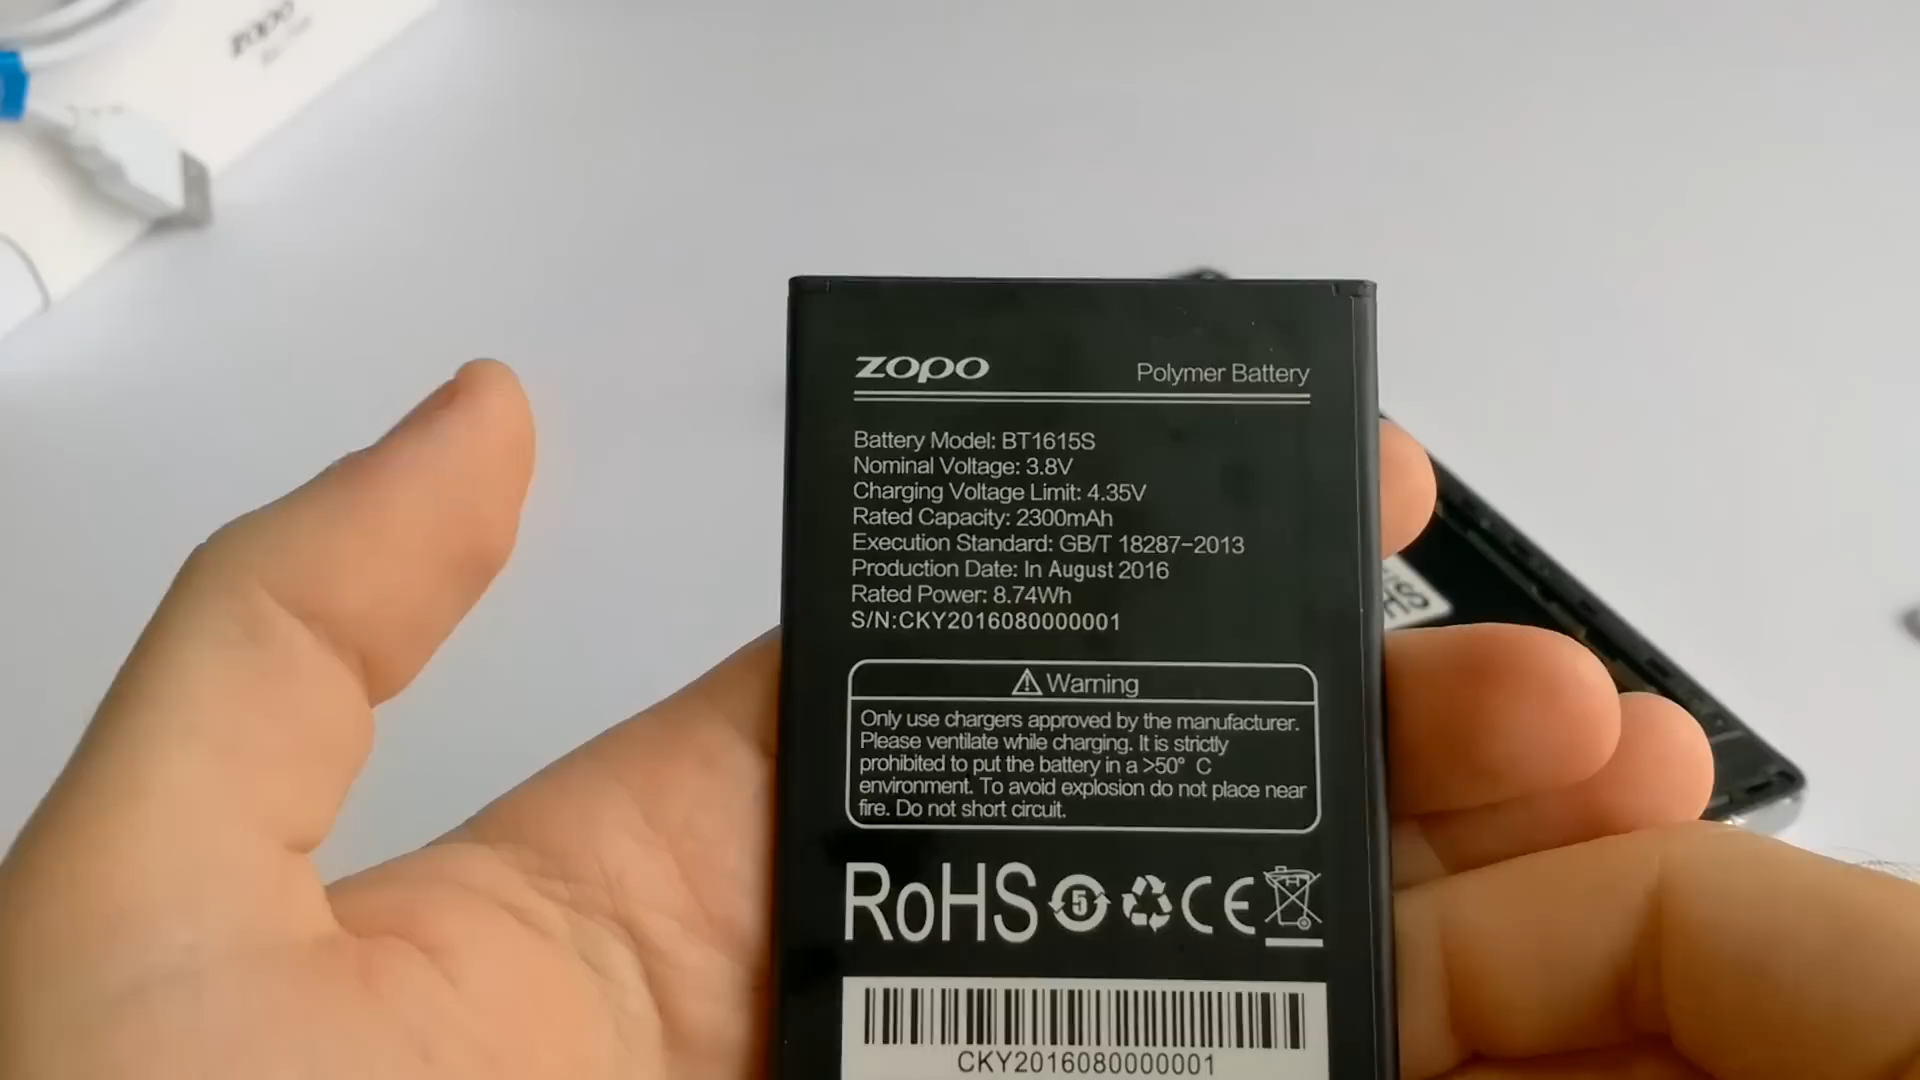 zopo
zopo
Polymer Battery
Battery Model: BT1615S
Nominal Voltage: 3.8V
Charging Voltage Limit: 4.35V
Rated Capacity: 2300mAh
Execution Standard: GB/T 18287-2013
Production Date: In August 2016
Rated Power: 8.74Wh
S/N:CKY2016080000001
Warning
Only use chargers approved by the manufacturer.
Please ventilate while charging. It is strictly
prohibited to put the battery in a >50° C
environment. To avoid explosion do not place near
fire. Do not short circuit.
HS
RoHS 5 CE
CKY2016080000001